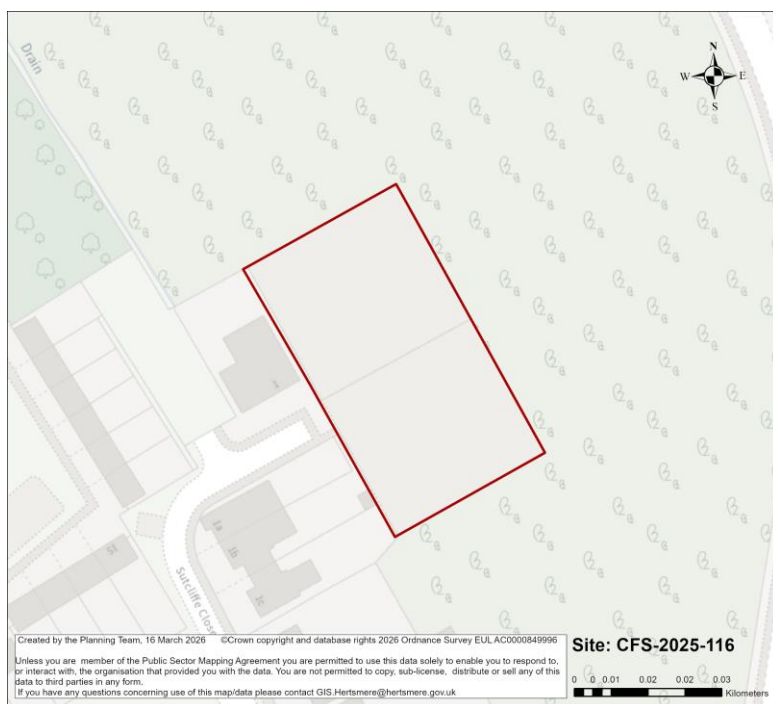 Drain
N
W E
S
1a
1b
1c
Sutcliffe Close
Created by the Planning Team, 16 March 2026 ©Crown copyright and database rights 2026 Ordnance Survey EUL AC0000849996
Unless you are member of the Public Sector Mapping Agreement you are permitted to use this data solely to enable you to respond to,
or interact with, the organisation that provided you with the data. You are not permitted to copy, sub-license, distribute or sell any of this
data to third parties in any form.
If you have any questions concerning use of this map/data please contact GIS.Hertsmere@hertsmere.gov.uk
Site: CFS-2025-116
0 0 0.01 0.02 0.02 0.03
Kilometers